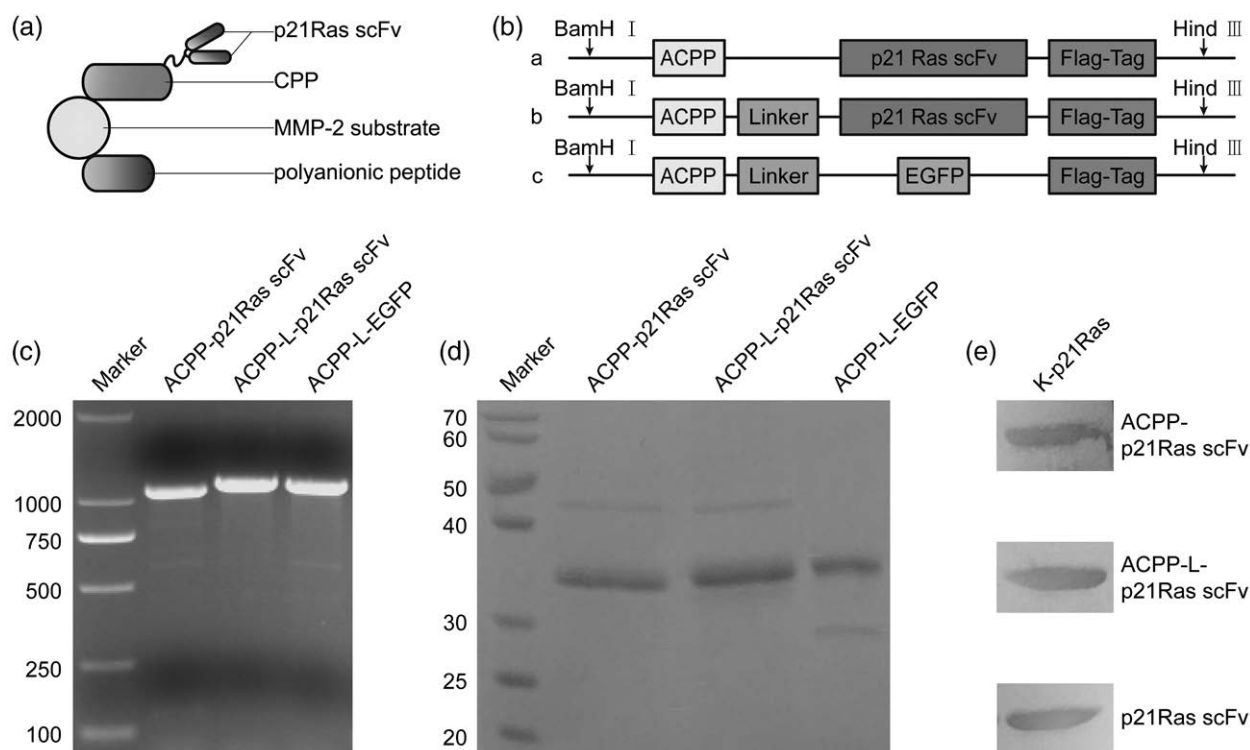 (a)
p21Ras scFv
CPP
MMP-2 substrate
polyanionic peptide
(b)
BamH Ⅰ
Hind Ⅲ
a
ACPP
p21 Ras scFv
Flag-Tag
BamH Ⅰ
Hind Ⅲ
b
ACPP
Linker
p21 Ras scFv
Flag-Tag
BamH Ⅰ
Hind Ⅲ
c
ACPP
Linker
EGFP
Flag-Tag
(c)
Marker
ACPP-p21Ras scFv
ACPP-L-p21Ras scFv
ACPP-L-EGFP
2000
1000
750
500
250
100
(d)
Marker
ACPP-p21Ras scFv
ACPP-L-p21Ras scFv
ACPP-L-EGFP
70
60
50
40
30
25
20
(e)
K-p21Ras
ACPP-
p21Ras scFv
ACPP-L-
p21Ras scFv
p21Ras scFv